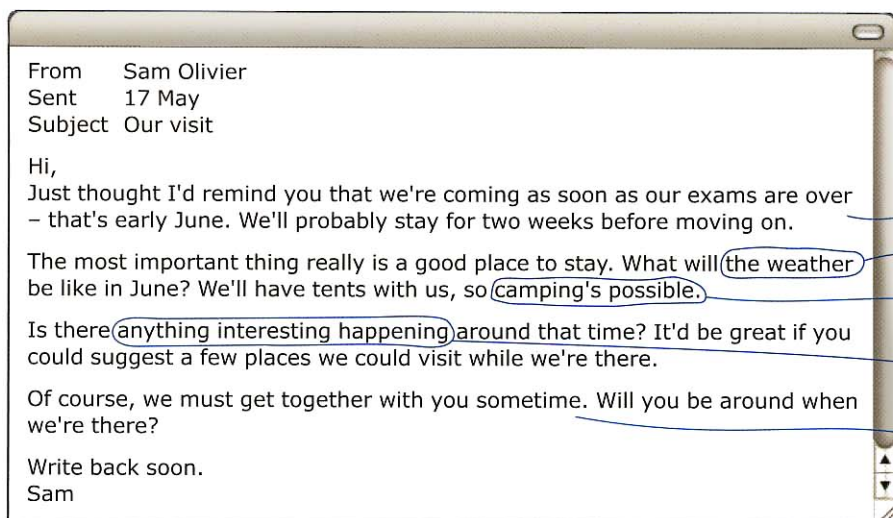 From Sam Olivier
Sent 17 May
Subject Our visit
Hi,
Just thought I'd remind you that we're coming as soon as our exams are over
– that's early June. We'll probably stay for two weeks before moving on.
The most important thing really is a good place to stay. What will the weather
be like in June? We'll have tents with us, so camping's possible.
Is there anything interesting happening around that time? It'd be great if you
could suggest a few places we could visit while we're there.
Of course, we must get together with you sometime. Will you be around when
we're there?
Write back soon.
Sam